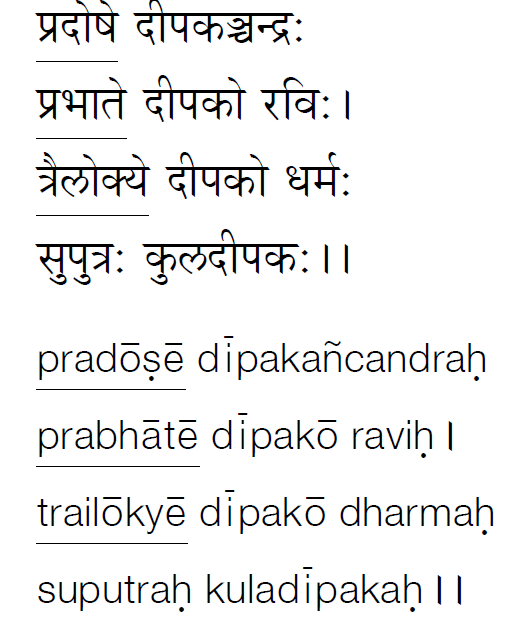 प्रदोषे दीपकञ्चन्द्रः
प्रभाते दीपको रविः।
त्रैलोक्ये दीपको धर्मः
सुपुत्रः कुलदीपकः।।
pradōṣē dīpakañcandraḥ
prabhātē dīpakō raviḥ।
trailōkyē dīpakō dharmaḥ
suputraḥ kuladīpakaḥ।।